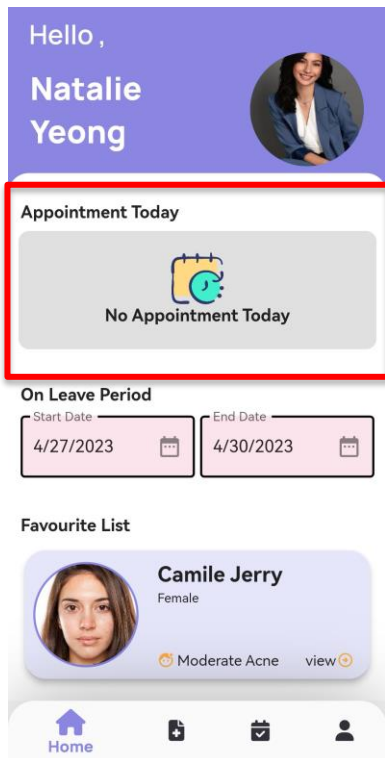 Hello ,
Natalie
Yeong
Appointment Today
No Appointment Today
On Leave Period
Start Date
4/27/2023
End Date
4/30/2023
Favourite List
Camile Jerry
Female
Moderate Acne
view
Home